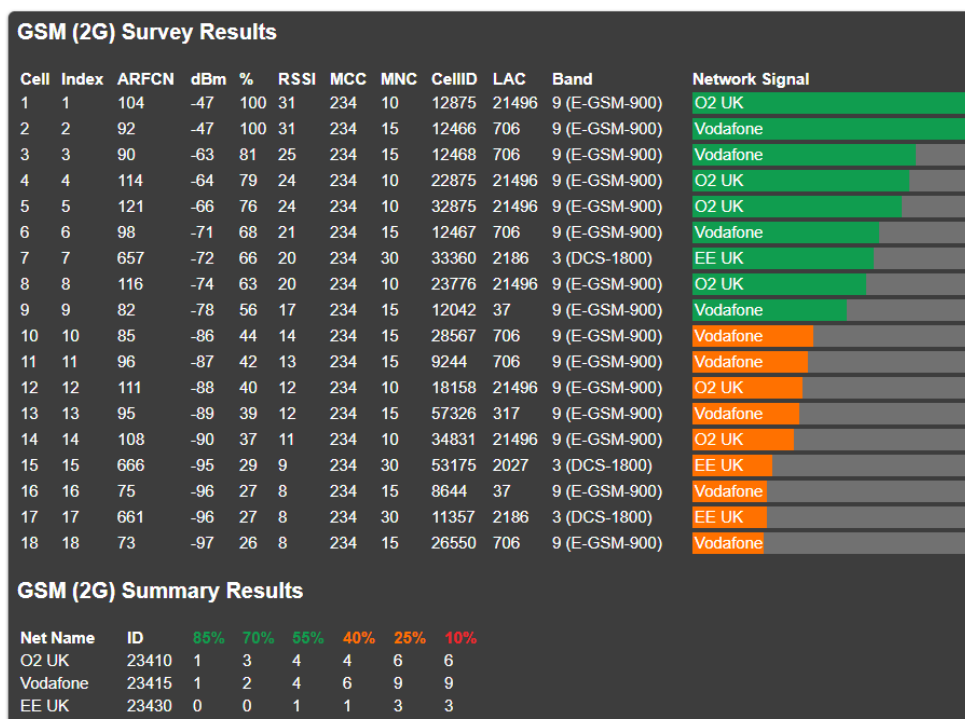 GSM (2G) Survey Results
Cell Index ARFCN dBm % RSSI MCC MNC CellID LAC Band Network Signal
1 1 104 -47 100 31 234 10 12875 21496 9 (E-GSM-900) O2 UK
2 2 92 -47 100 31 234 15 12466 706 9 (E-GSM-900) Vodafone
3 3 90 -63 81 25 234 15 12468 706 9 (E-GSM-900) Vodafone
4 4 114 -64 79 24 234 10 22875 21496 9 (E-GSM-900) O2 UK
5 5 121 -66 76 24 234 10 32875 21496 9 (E-GSM-900) O2 UK
6 6 98 -71 68 21 234 15 12467 706 9 (E-GSM-900) Vodafone
7 7 657 -72 66 20 234 30 33360 2186 3 (DCS-1800) EE UK
8 8 116 -74 63 20 234 10 23776 21496 9 (E-GSM-900) O2 UK
9 9 82 -78 56 17 234 15 12042 37 9 (E-GSM-900) Vodafone
10 10 85 -86 44 14 234 15 28567 706 9 (E-GSM-900) Vodafone
11 11 96 -87 42 13 234 15 9244 706 9 (E-GSM-900) Vodafone
12 12 111 -88 40 12 234 10 18158 21496 9 (E-GSM-900) O2 UK
13 13 95 -89 39 12 234 15 57326 317 9 (E-GSM-900) Vodafone
14 14 108 -90 37 11 234 10 34831 21496 9 (E-GSM-900) O2 UK
15 15 666 -95 29 9 234 30 53175 2027 3 (DCS-1800) EE UK
16 16 75 -96 27 8 234 15 8644 37 9 (E-GSM-900) Vodafone
17 17 661 -96 27 8 234 30 11357 2186 3 (DCS-1800) EE UK
18 18 73 -97 26 8 234 15 26550 706 9 (E-GSM-900) Vodafone
GSM (2G) Summary Results
Net Name ID 85% 70% 55% 40% 25% 10%
O2 UK 23410 1 3 4 4 6 6
Vodafone 23415 1 2 4 6 9 9
EE UK 23430 0 0 1 1 3 3